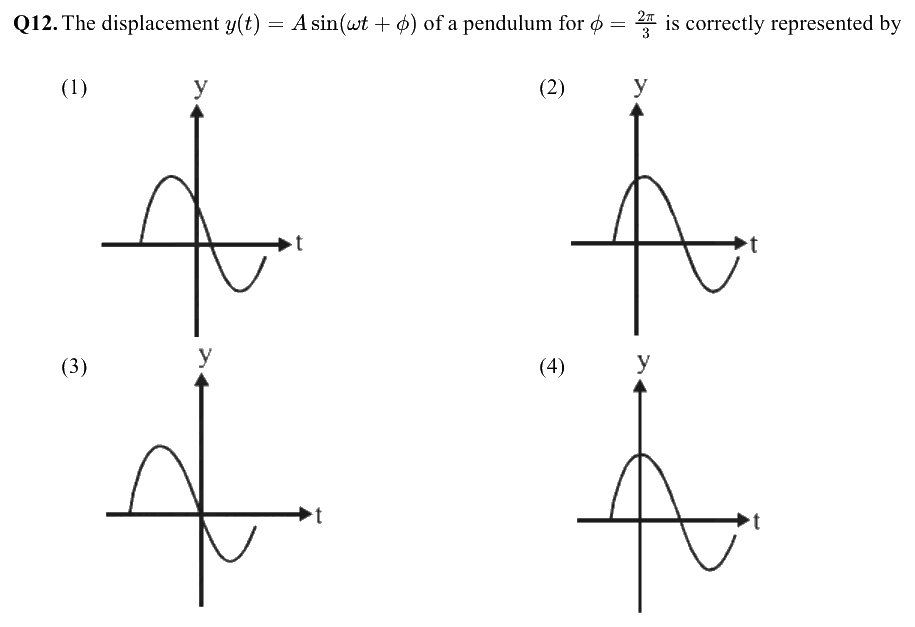 Q12. The displacement y(t) = A sin(ωt + ϕ) of a pendulum for ϕ = 2π/3 is correctly represented by
(1) y (2) y
t t
(3) y (4) y
t t